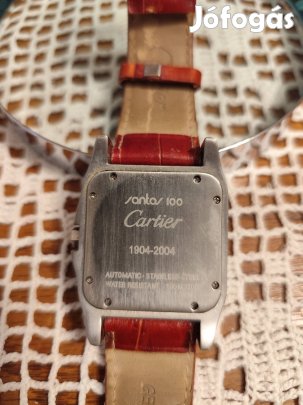 Jófogás
santos 100
Cartier
1904-2004
AUTOMATIC - STAINLESS STEEL
WATER RESISTANT